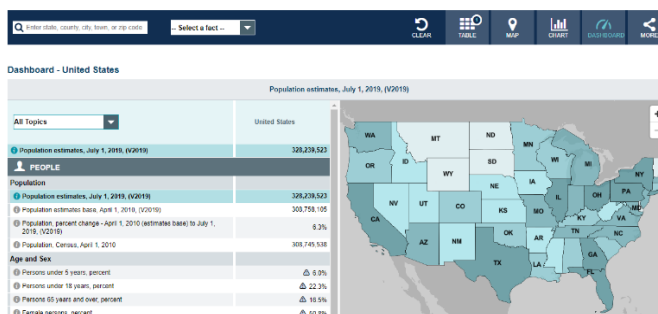 Enter state, county, city, town, or zip code
-- Select a fact --
CLEAR
TABLE
MAP
CHART
DASHBOARD
MORE
Dashboard - United States
Population estimates, July 1, 2019, (V2019)
All Topics
United States
Population estimates, July 1, 2019, (V2019) 328,239,523
PEOPLE
Population
Population estimates, July 1, 2019, (V2019) 328,239,523
Population estimates base, April 1, 2010, (V2019) 308,758,105
Population, percent change - April 1, 2010 (estimates base) to July 1, 6.3%
2019, (V2019)
Population, Census, April 1, 2010 308,745,538
Age and Sex
Persons under 5 years, percent 6.0%
Persons under 18 years, percent 22.3%
Persons 65 years and over, percent 16.5%
Female persons, percent 50.8%
WA
MT
ND
MN
OR
ID
SD
WI
MI
WY
NY
IA
NE
PA
NV
UT
IL
OH
CO
MD
KS
MO
VA
KY
CA
NC
TN
OK
AZ
NM
AR
GA
TX
LA
FL